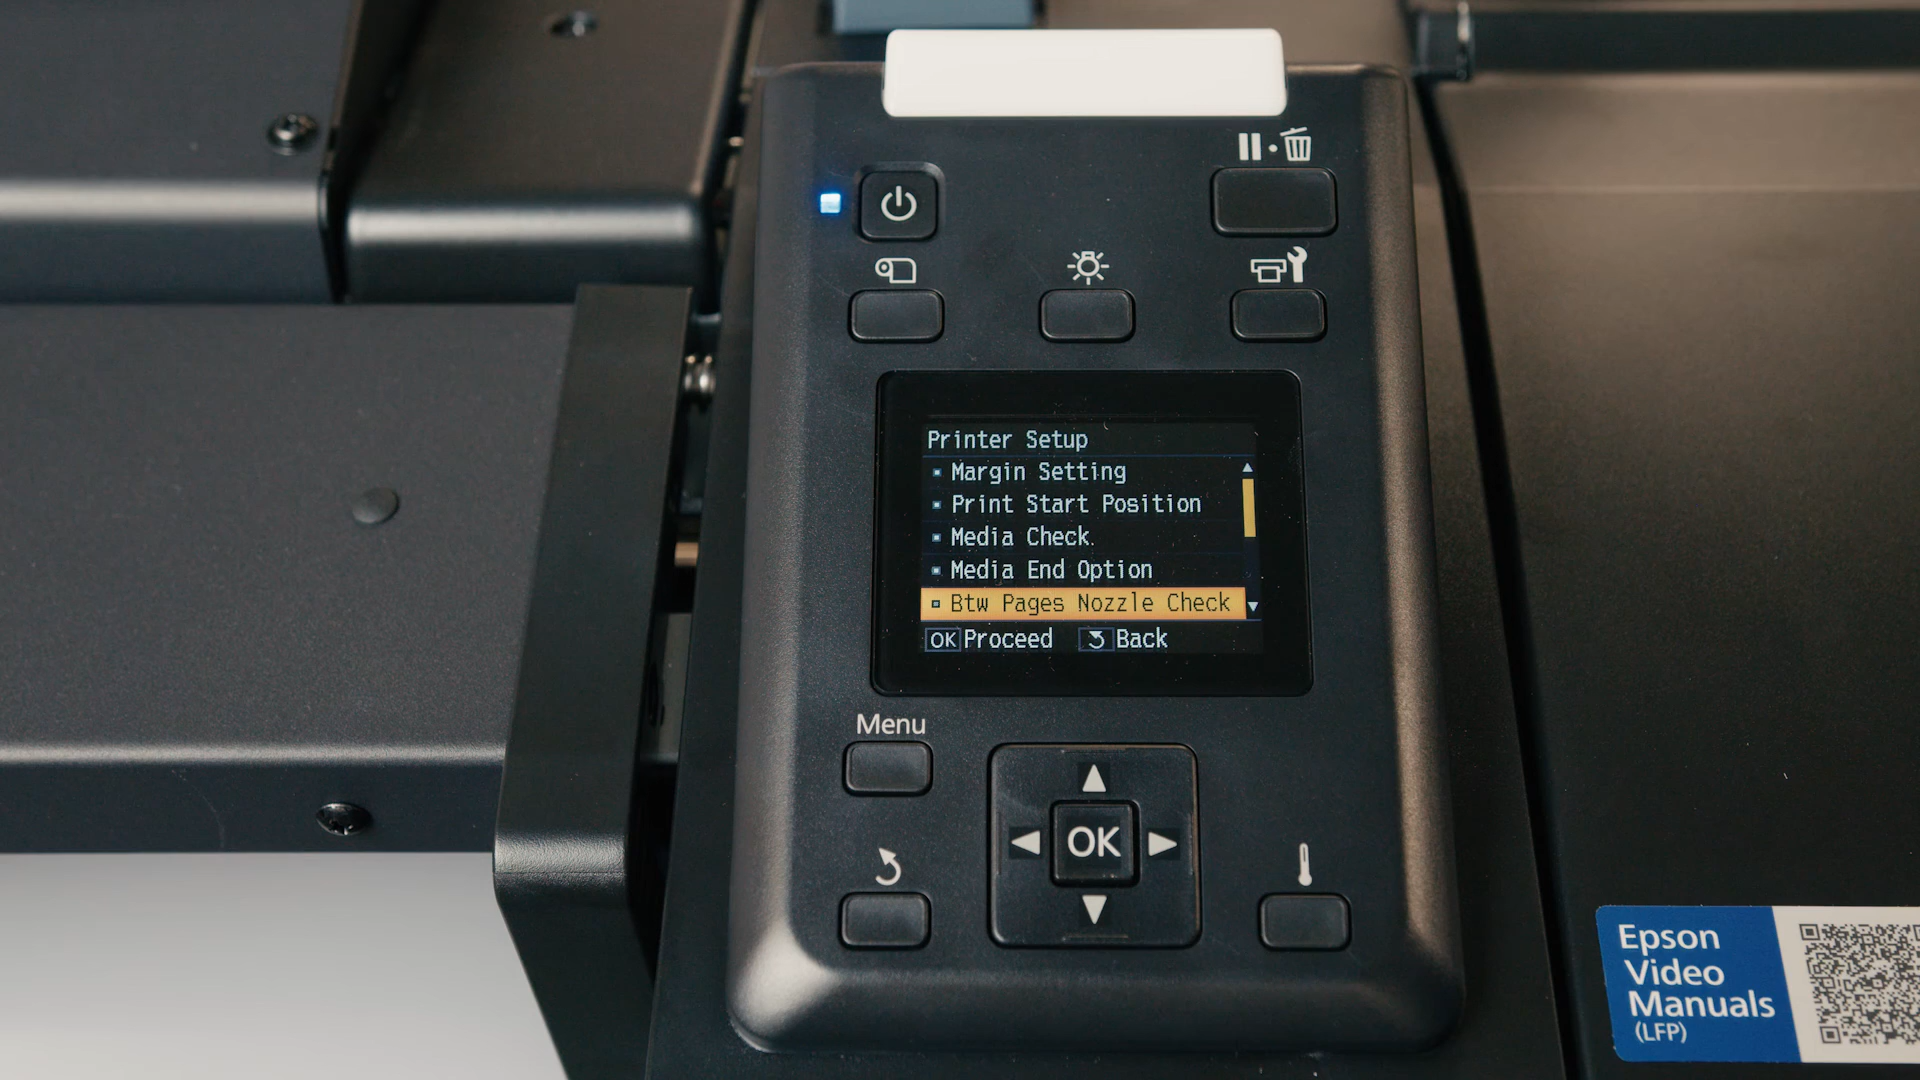 Printer Setup
Margin Setting
Print Start Position
Media Check
Media End Option
Btw Pages Nozzle Check
OK Proceed Back
Menu
OK
Epson
Video
Manuals
(LFP)